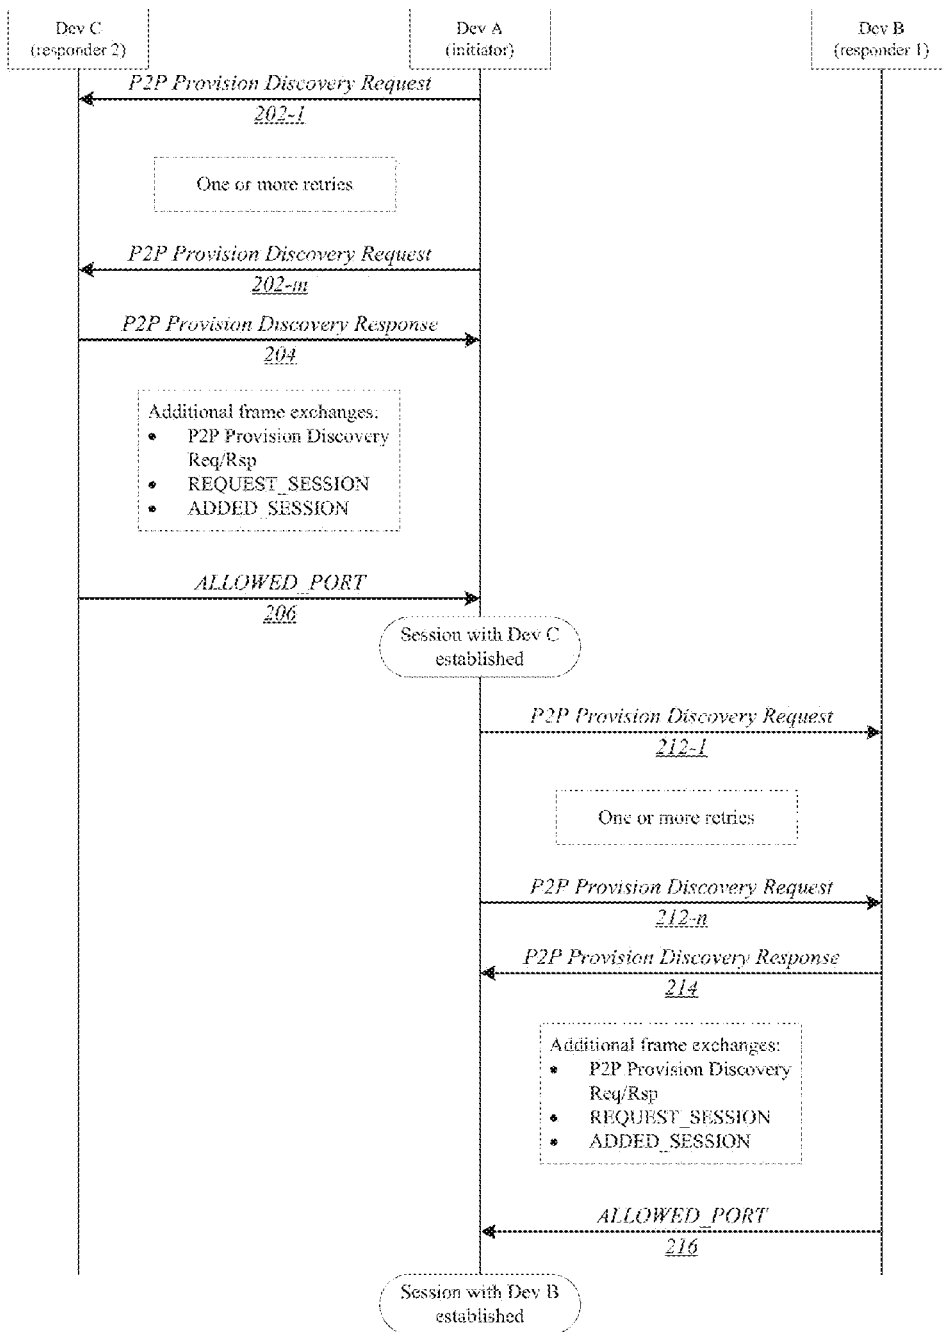 Dev C
(responder 2)
Dev A
(initiator)
Dev B
(responder 1)
P2P Provision Discovery Request
202-1
One or more retries
P2P Provision Discovery Request
202-m
P2P Provision Discovery Response
204
Additional frame exchanges:
• P2P Provision Discovery
Req/Rsp
• REQUEST_SESSION
• ADDED_SESSION
ALLOWED_PORT
206
Session with Dev C
established
P2P Provision Discovery Request
212-1
One or more retries
P2P Provision Discovery Request
212-n
P2P Provision Discovery Response
214
Additional frame exchanges:
• P2P Provision Discovery
Req/Rsp
• REQUEST_SESSION
• ADDED_SESSION
ALLOWED_PORT
216
Session with Dev B
established